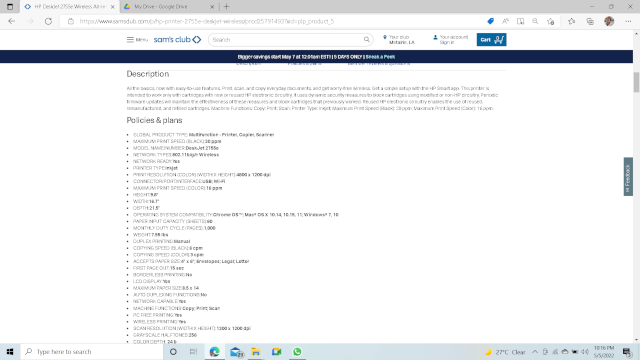 HP DeskJet 2755e Wireless All-in
My Drive - Google Drive
https://www.samsclub.com
Menu
sam's club
Search
Your club
Metairie, LA
Your account
Sign in
Cart
Bigger savings start May 7 at 12:01am EST! | 5 DAYS ONLY | Sneak a Peek
Description
All the basics, now with easy-to-use features. Print, scan, and copy everyday documents, and get worry-free wireless. Get a simpler setup with the HP Smart app. This printer is
intended to work only with cartridges with new or reused HP electronic circuitry. It uses dynamic security measures to block cartridges using modified or non-HP circuitry. Periodic
firmware updates will maintain the effectiveness of these measures and block cartridges that previously worked. Reused HP electronic circuitry enables the use of reused,
remanufactured, and refilled cartridges. Machine Functions: Copy; Print; Scan Printer Type: Inkjet Maximum Print Speed (Black): 20 ppm; Maximum Print Speed (Color): 16 ppm
Policies & plans
GLOBAL PRODUCT TYPE: Multifunction - Printer, Copier, Scanner
MAXIMUM PRINT SPEED (BLACK):20 ppm
MODEL NAME/NUMBER:DeskJet 2755e
NETWORK TYPES:802.11b/g/n Wireless
NETWORK READY:Yes
PRINTER TYPE:Inkjet
PRINT RESOLUTION (COLOR) (WIDTH X HEIGHT):4800 x 1200 dpi
CONNECTOR/PORT/INTERFACE:USB; Wi-Fi
MAXIMUM PRINT SPEED (COLOR):16 ppm
HEIGHT:9.8"
WIDTH:16.7"
DEPTH:21.5"
OPERATING SYSTEM COMPATIBILITY:Chrome OS™; Mac® OS X 10.14, 10.15, 11; Windows® 7, 10
PAPER INPUT CAPACITY (SHEETS):60
MONTHLY DUTY CYCLE (PAGES): 1,000
WEIGHT:7.55 lbs
DUPLEX PRINTING:Manual
COPYING SPEED (BLACK):6 cpm
COPYING SPEED (COLOR):3 cpm
ACCEPTS PAPER SIZE:4" x 6"; Envelopes; Legal; Letter
FIRST PAGE OUT:15 sec
BORDERLESS PRINTING:No
LCD DISPLAY:Yes
MAXIMUM PAPER SIZE:8.5 x 14
AUTO DUPLEXING FUNCTIONS:No
NETWORK CAPABLE:Yes
MACHINE FUNCTIONS:Copy; Print; Scan
PC FREE PRINTING:Yes
WIRELESS PRINTING:Yes
SCAN RESOLUTION (WIDTH X HEIGHT):1200 x 1200 dpi
GRAYSCALE HALFTONES:256
COLOR DEPTH: 24 b
Feedback
Type here to search
27°C Clear
10:16 PM
5/5/2022